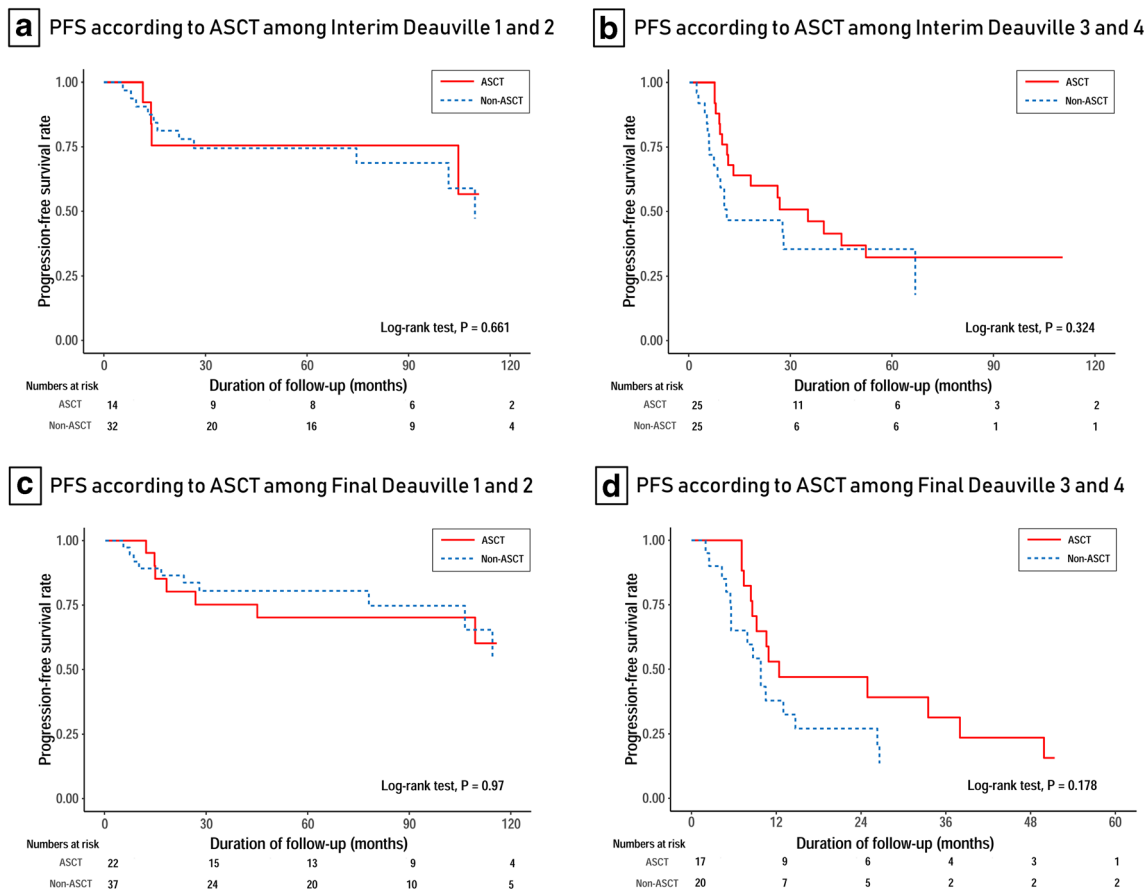 a PFS according to ASCT among Interim Deauville 1 and 2
ASCT
Non-ASCT
Progression-free survival rate
1.00
0.75
0.50
0.25
0.00
Log-rank test, P = 0.661
0 30 60 90 120
Numbers at risk Duration of follow-up (months)
ASCT 14 9 8 6 2
Non-ASCT 32 20 16 9 4
b PFS according to ASCT among Interim Deauville 3 and 4
ASCT
Non-ASCT
Progression-free survival rate
1.00
0.75
0.50
0.25
0.00
Log-rank test, P = 0.324
0 30 60 90 120
Numbers at risk Duration of follow-up (months)
ASCT 25 11 6 3 2
Non-ASCT 25 6 6 1 1
c PFS according to ASCT among Final Deauville 1 and 2
ASCT
Non-ASCT
Progression-free survival rate
1.00
0.75
0.50
0.25
0.00
Log-rank test, P = 0.97
0 30 60 90 120
Numbers at risk Duration of follow-up (months)
ASCT 22 15 13 9 4
Non-ASCT 37 24 20 10 5
d PFS according to ASCT among Final Deauville 3 and 4
ASCT
Non-ASCT
Progression-free survival rate
1.00
0.75
0.50
0.25
0.00
Log-rank test, P = 0.178
0 12 24 36 48 60
Numbers at risk Duration of follow-up (months)
ASCT 17 9 6 4 3 1
Non-ASCT 20 7 5 2 2 2